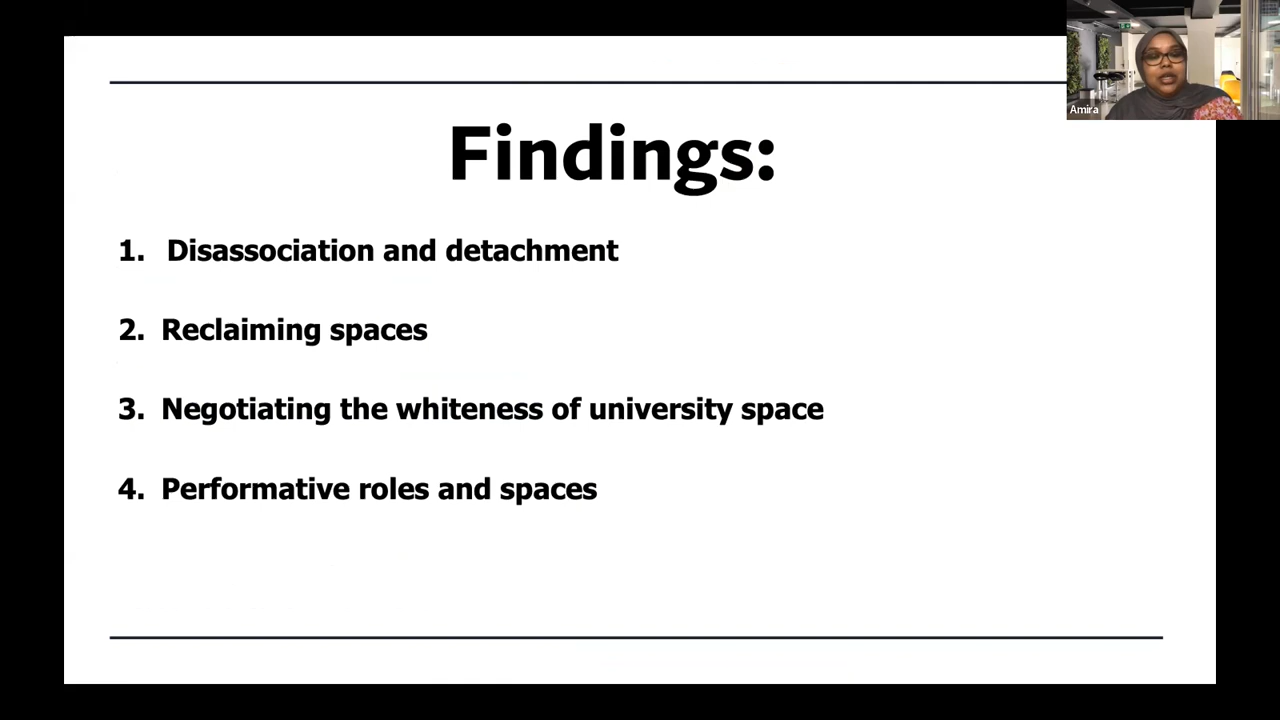 Amira
Findings:
1. Disassociation and detachment
2. Reclaiming spaces
3. Negotiating the whiteness of university space
4. Performative roles and spaces